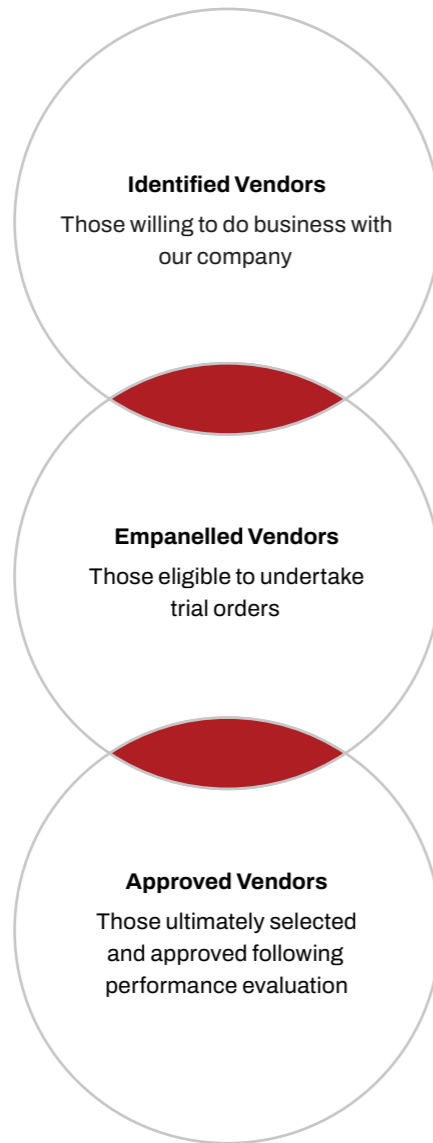 Identified Vendors
Those willing to do business with
our company
Empanelled Vendors
Those eligible to undertake
trial orders
Approved Vendors
Those ultimately selected
and approved following
performance evaluation